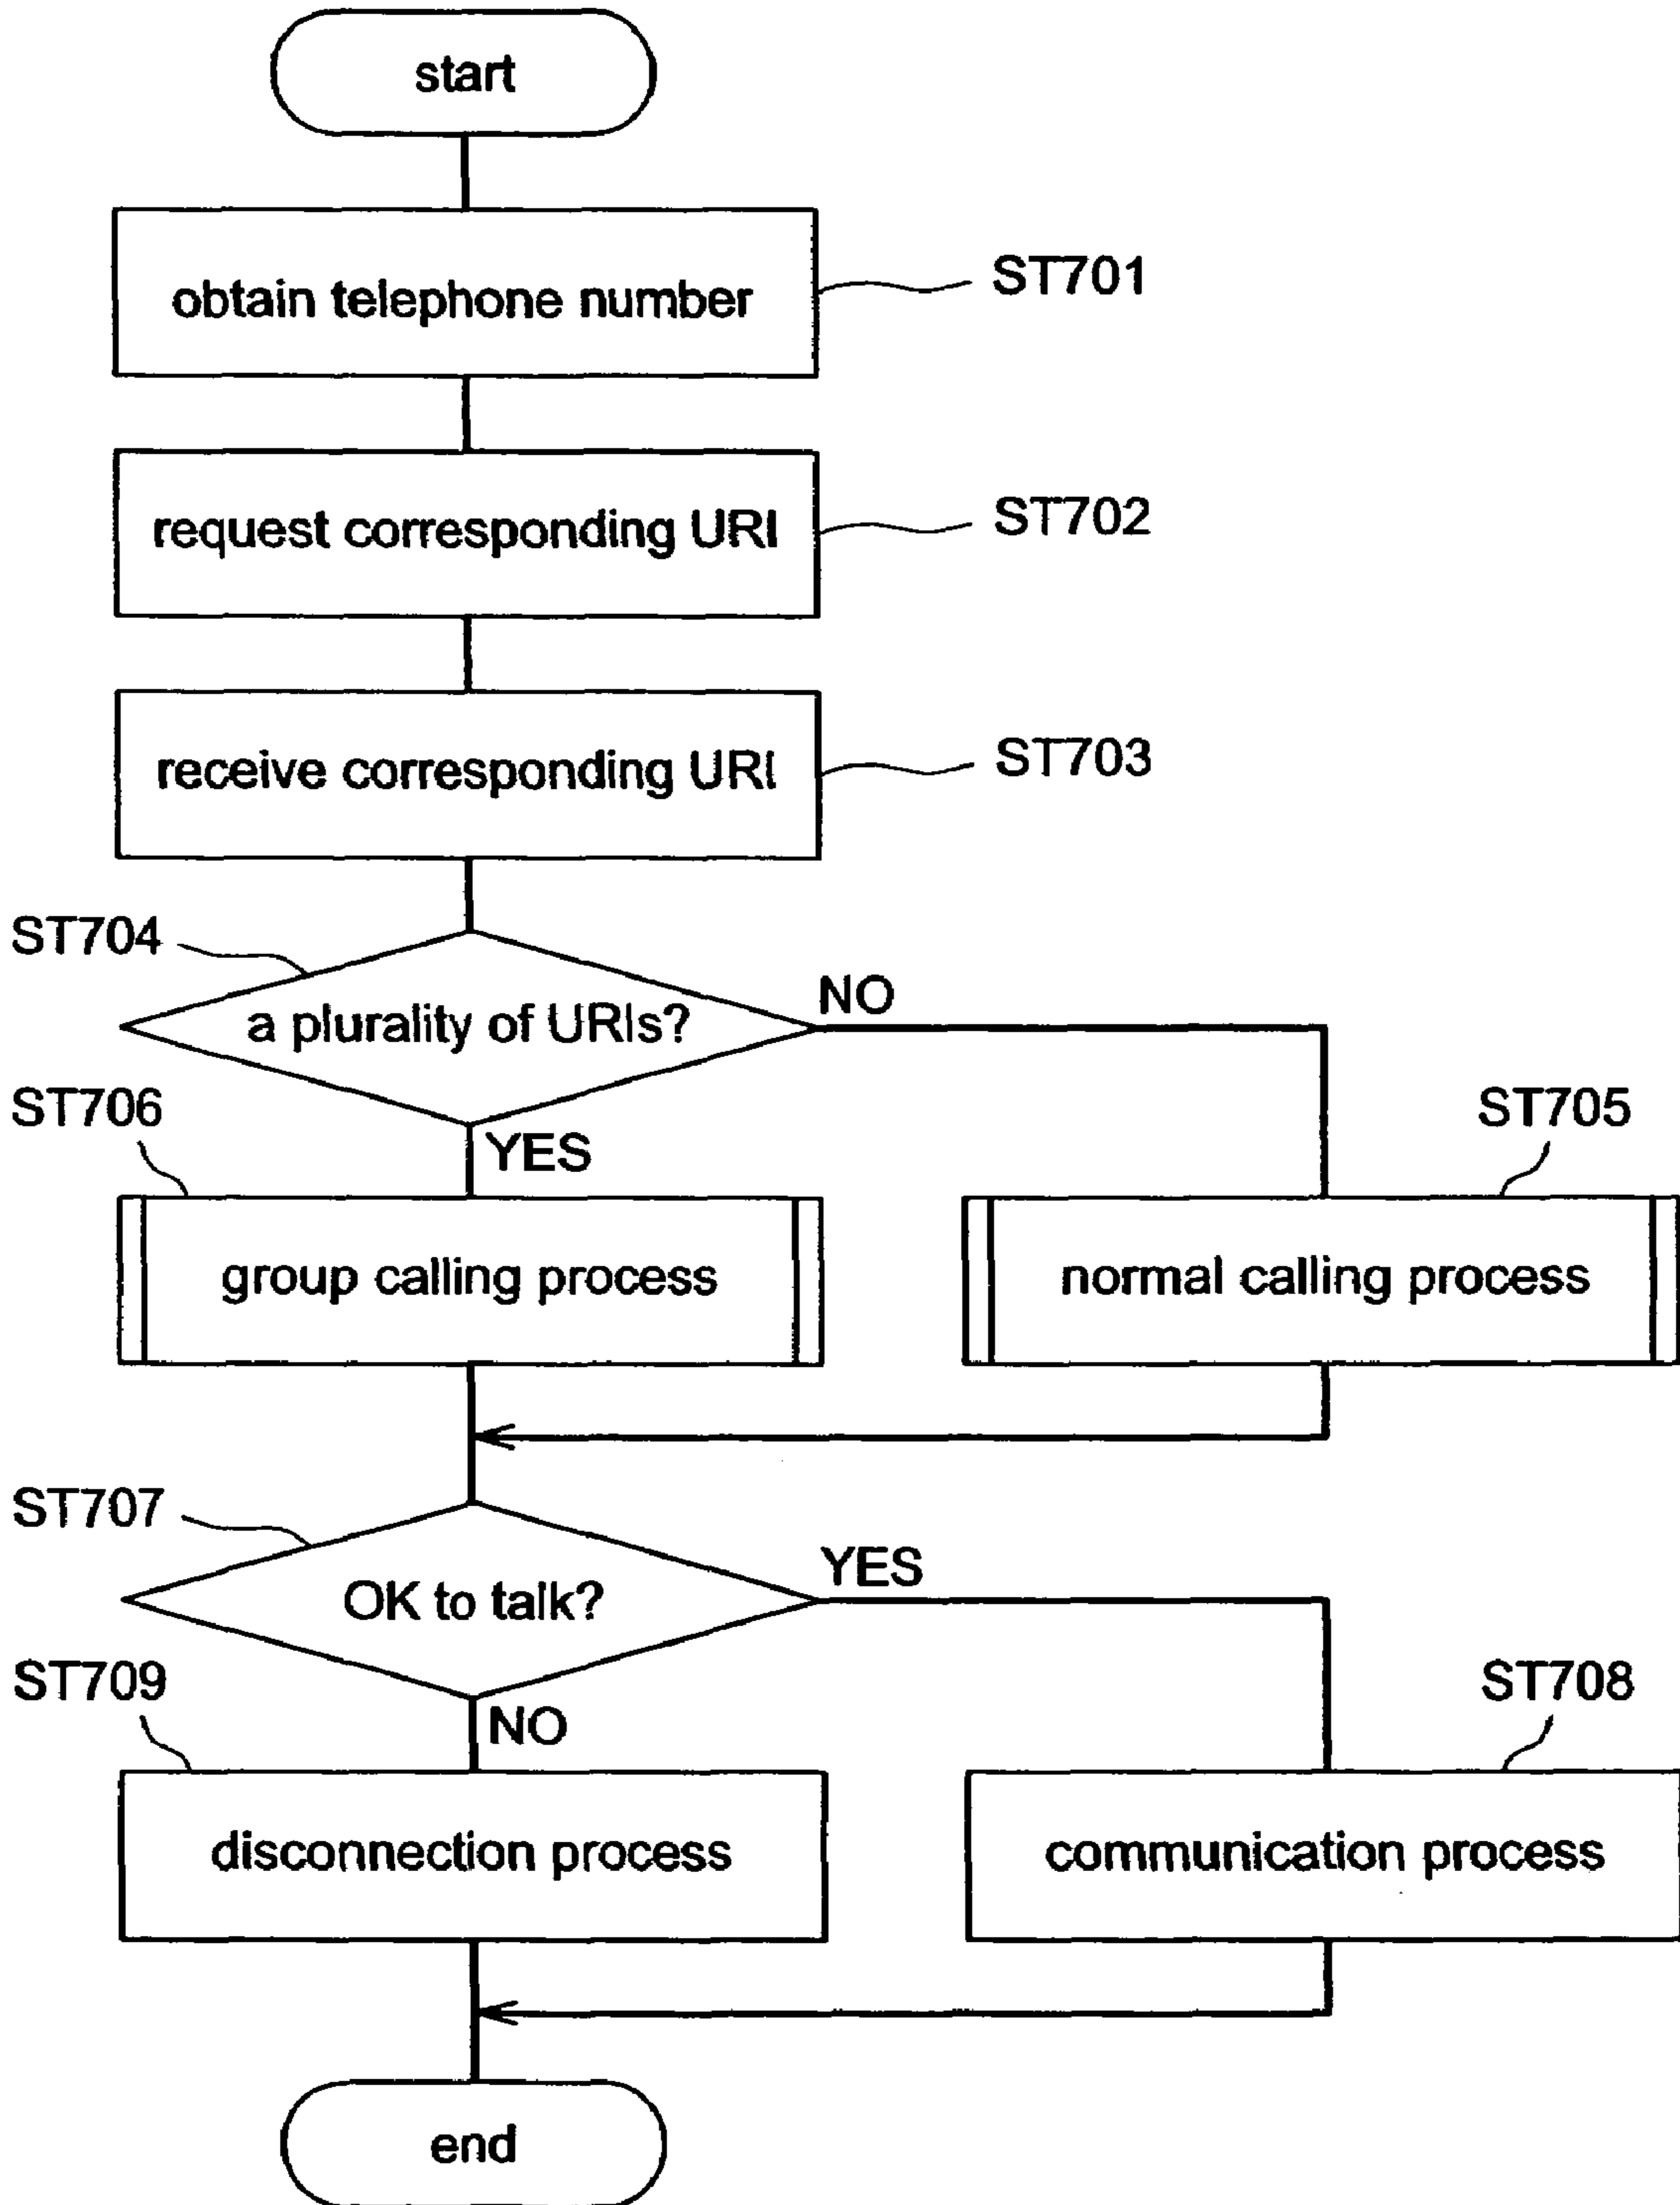 start
obtain telephone number
ST701
request corresponding URI
ST702
receive corresponding URI
ST703
ST704
a plurality of URIs?
NO
ST706
YES
ST705
group calling process
normal calling process
ST707
OK to talk?
YES
ST709
NO
ST708
disconnection process
communication process
end